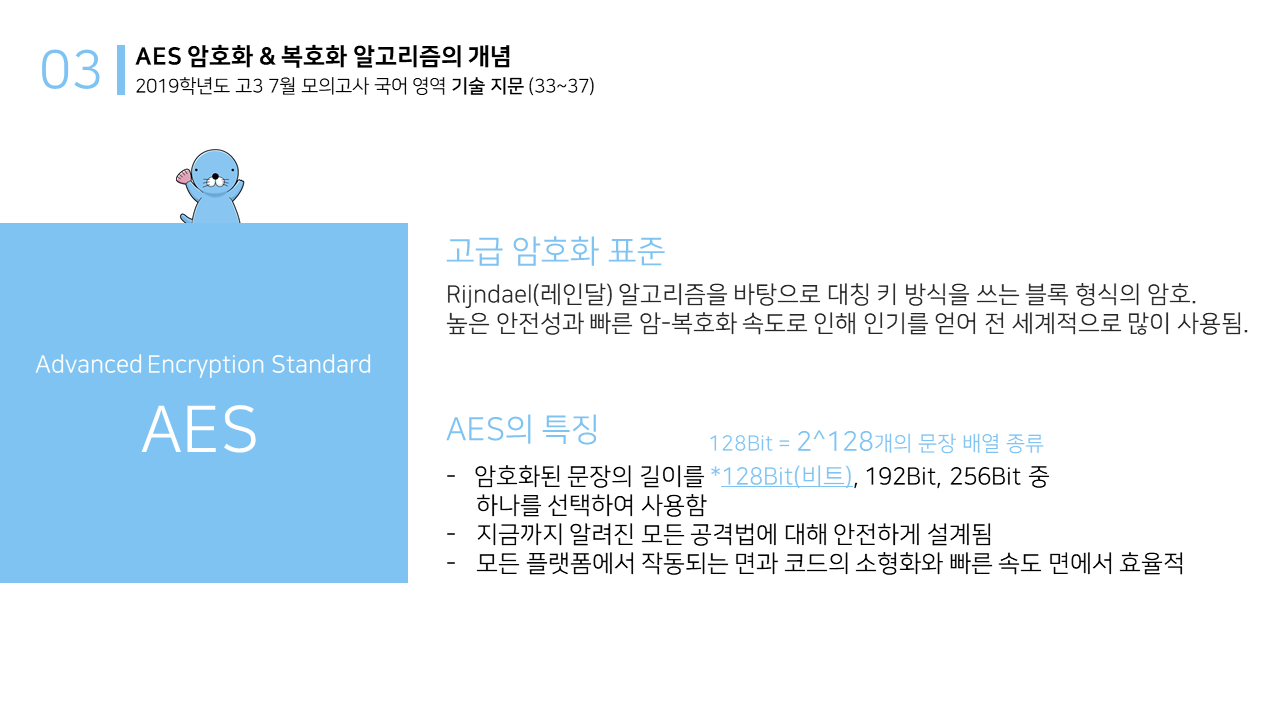 03
AES 암호화 & 복호화 알고리즘의 개념
2019학년도 고3 7월 모의고사 국어 영역 기술 지문 (33~37)
Advanced Encryption Standard
AES
고급 암호화 표준
Rijndael(레인달) 알고리즘을 바탕으로 대칭 키 방식을 쓰는 블록 형식의 암호.
높은 안전성과 빠른 암-복호화 속도로 인해 인기를 얻어 전 세계적으로 많이 사용됨.
AES의 특징
128Bit = 2^128개의 문장 배열 종류
- 암호화된 문장의 길이를 *128Bit(비트), 192Bit, 256Bit 중
하나를 선택하여 사용함
- 지금까지 알려진 모든 공격법에 대해 안전하게 설계됨
- 모든 플랫폼에서 작동되는 면과 코드의 소형화와 빠른 속도 면에서 효율적